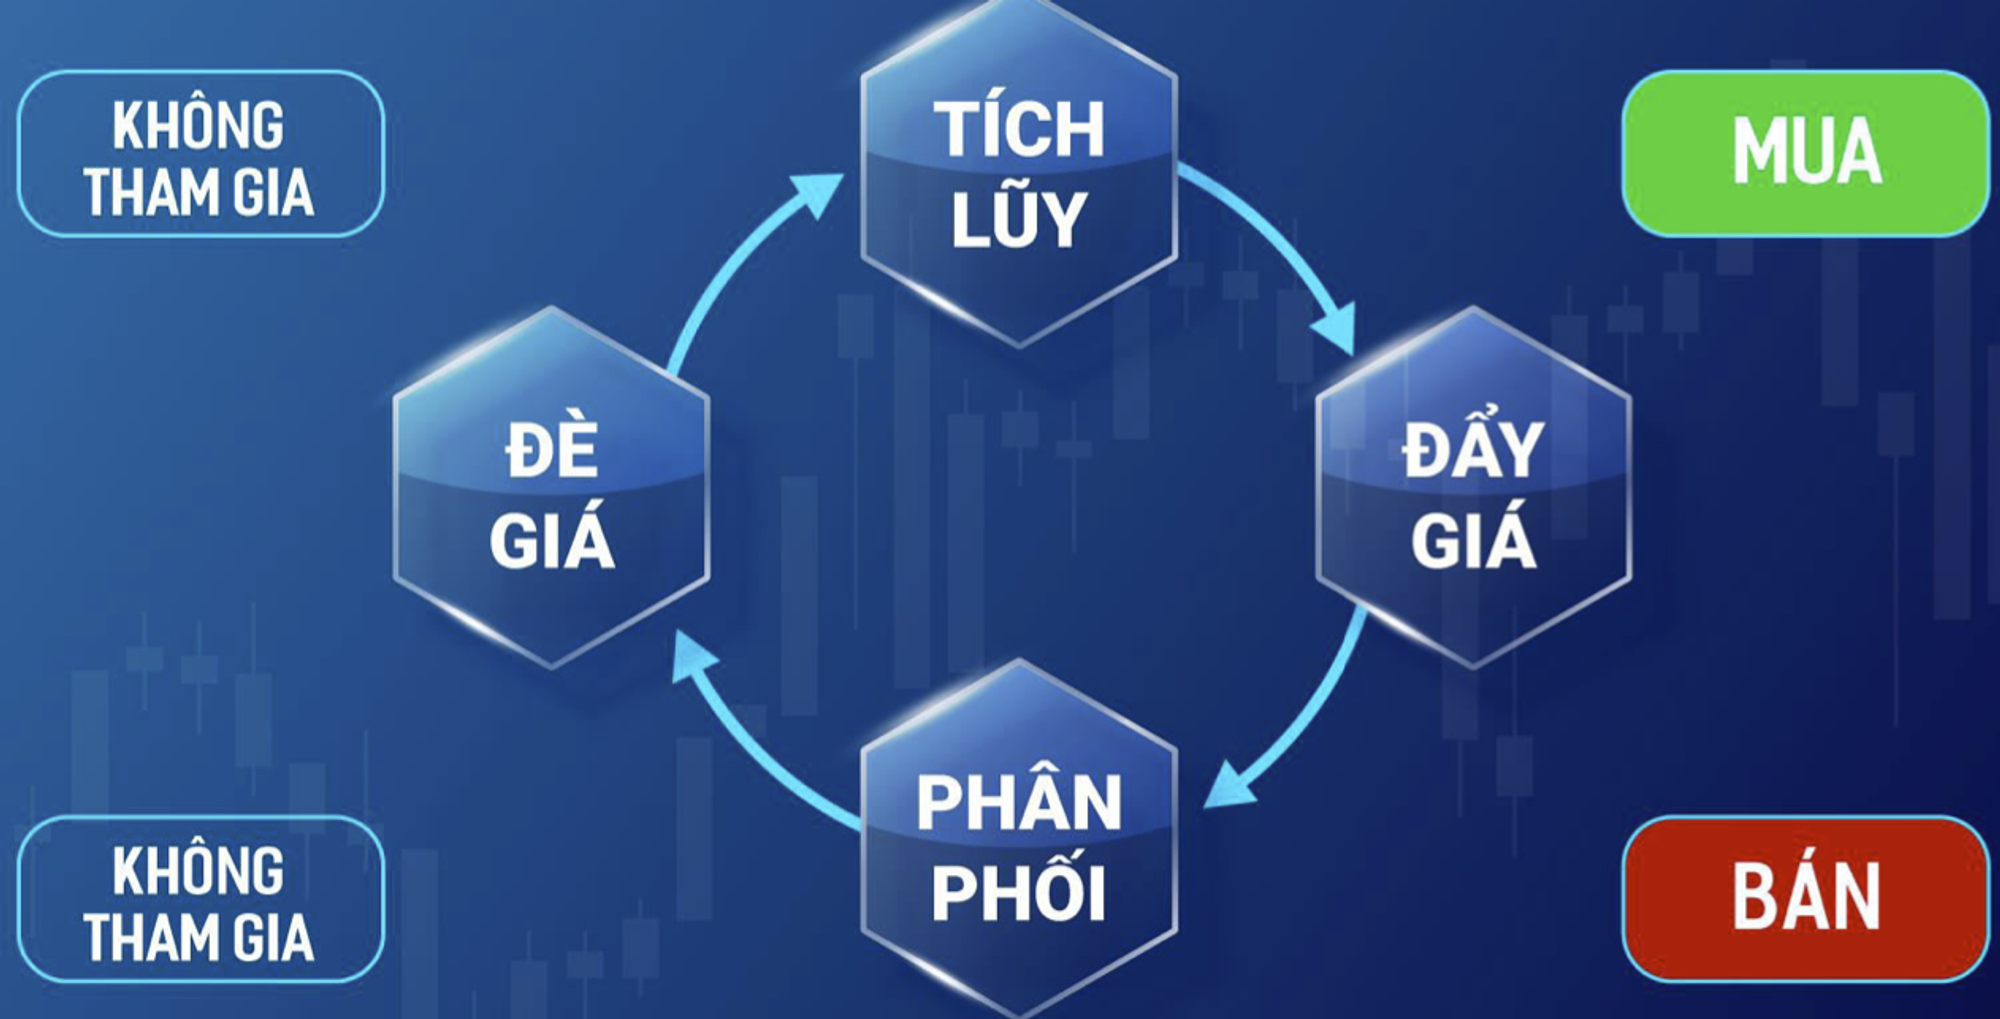 KHÔNG
THAM GIA
TÍCH
LŨY
MUA
ĐÈ
GIÁ
ĐẨY
GIÁ
PHÂN
PHỐI
KHÔNG
THAM GIA
BÁN